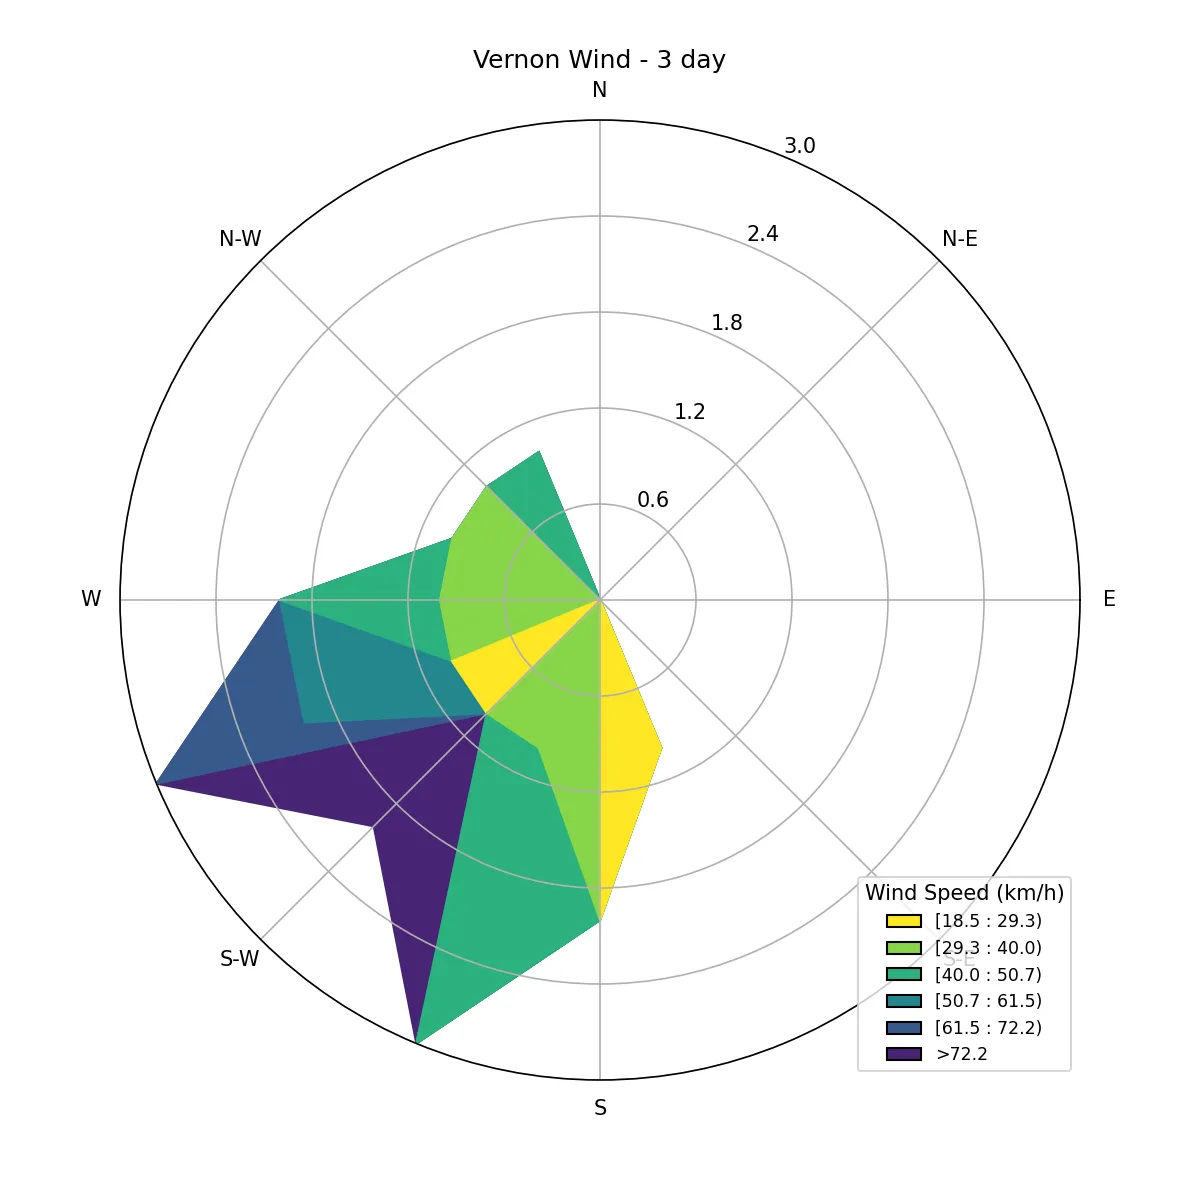 Vernon Wind - 3 day
N
3.0
2.4
N-W
N-E
1.8
1.2
0.6
W
E
Wind Speed (km/h)
[18.5 : 29.3)
[29.3 : 40.0)
S-W
S-E
[40.0 : 50.7)
[50.7 : 61.5)
[61.5 : 72.2)
>72.2
S